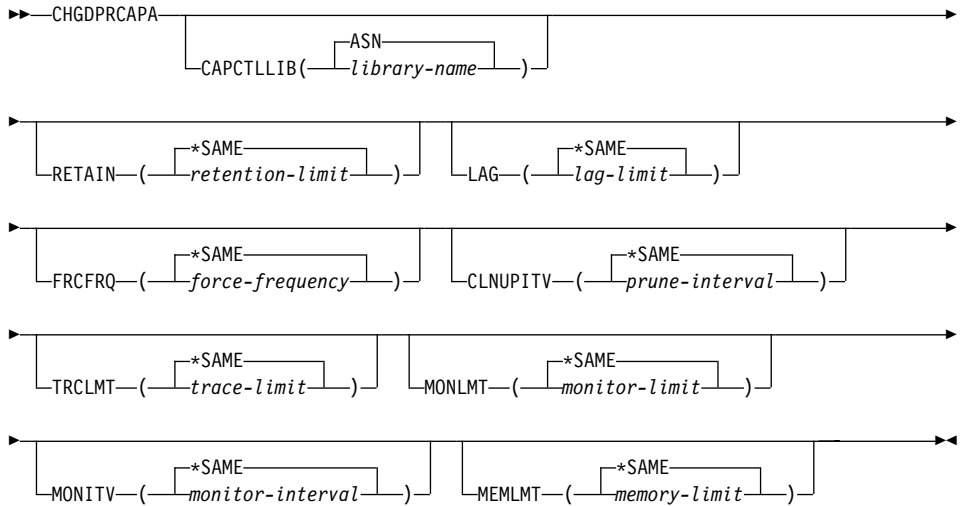 CHGDPRCAPA
ASN
CAPCTLLIB( library-name )
*SAME *SAME
RETAIN ( retention-limit ) LAG ( lag-limit )
*SAME *SAME
FRCFRQ ( force-frequency ) CLNUPITV ( prune-interval )
*SAME *SAME
TRCLMT ( trace-limit ) MONLMT ( monitor-limit )
*SAME *SAME
MONITV ( monitor-interval ) MEMLMT ( memory-limit )